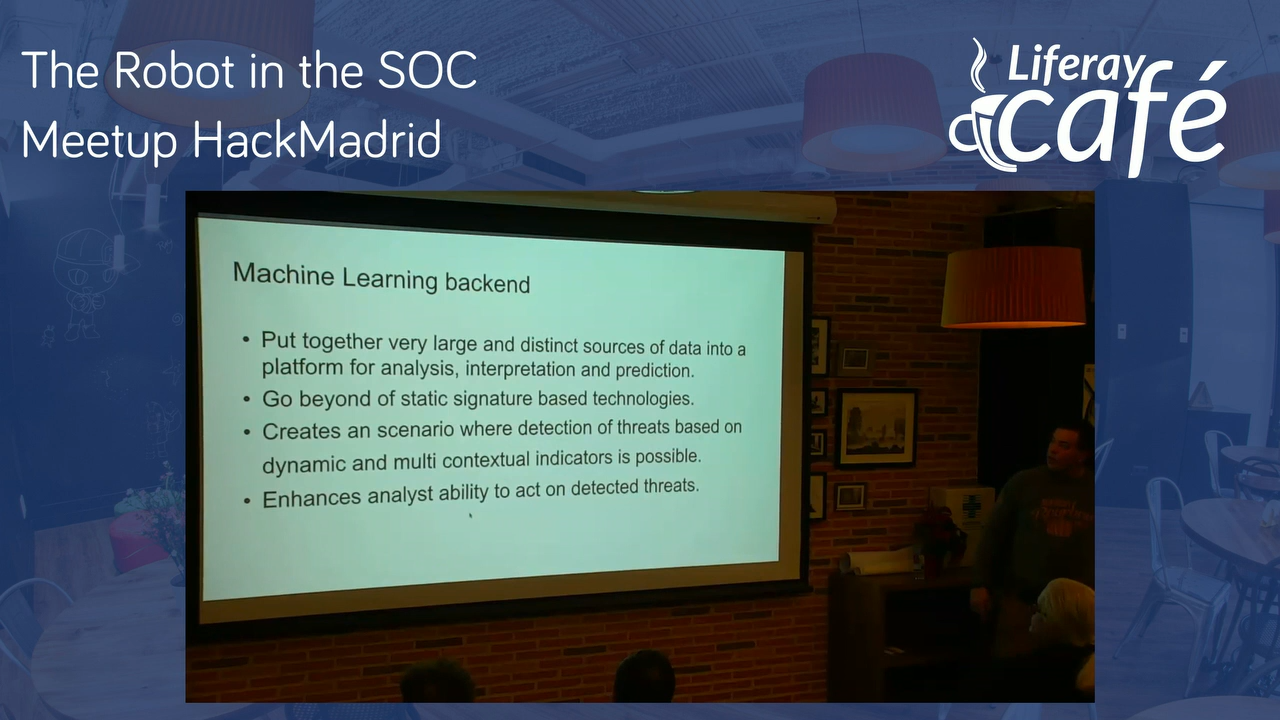 The Robot in the SOC
Meetup HackMadrid
Liferay
café
Machine Learning backend
• Put together very large and distinct sources of data into a
platform for analysis, interpretation and prediction.
• Go beyond of static signature based technologies.
• Creates an scenario where detection of threats based on
dynamic and multi contextual indicators is possible.
• Enhances analyst ability to act on detected threats.